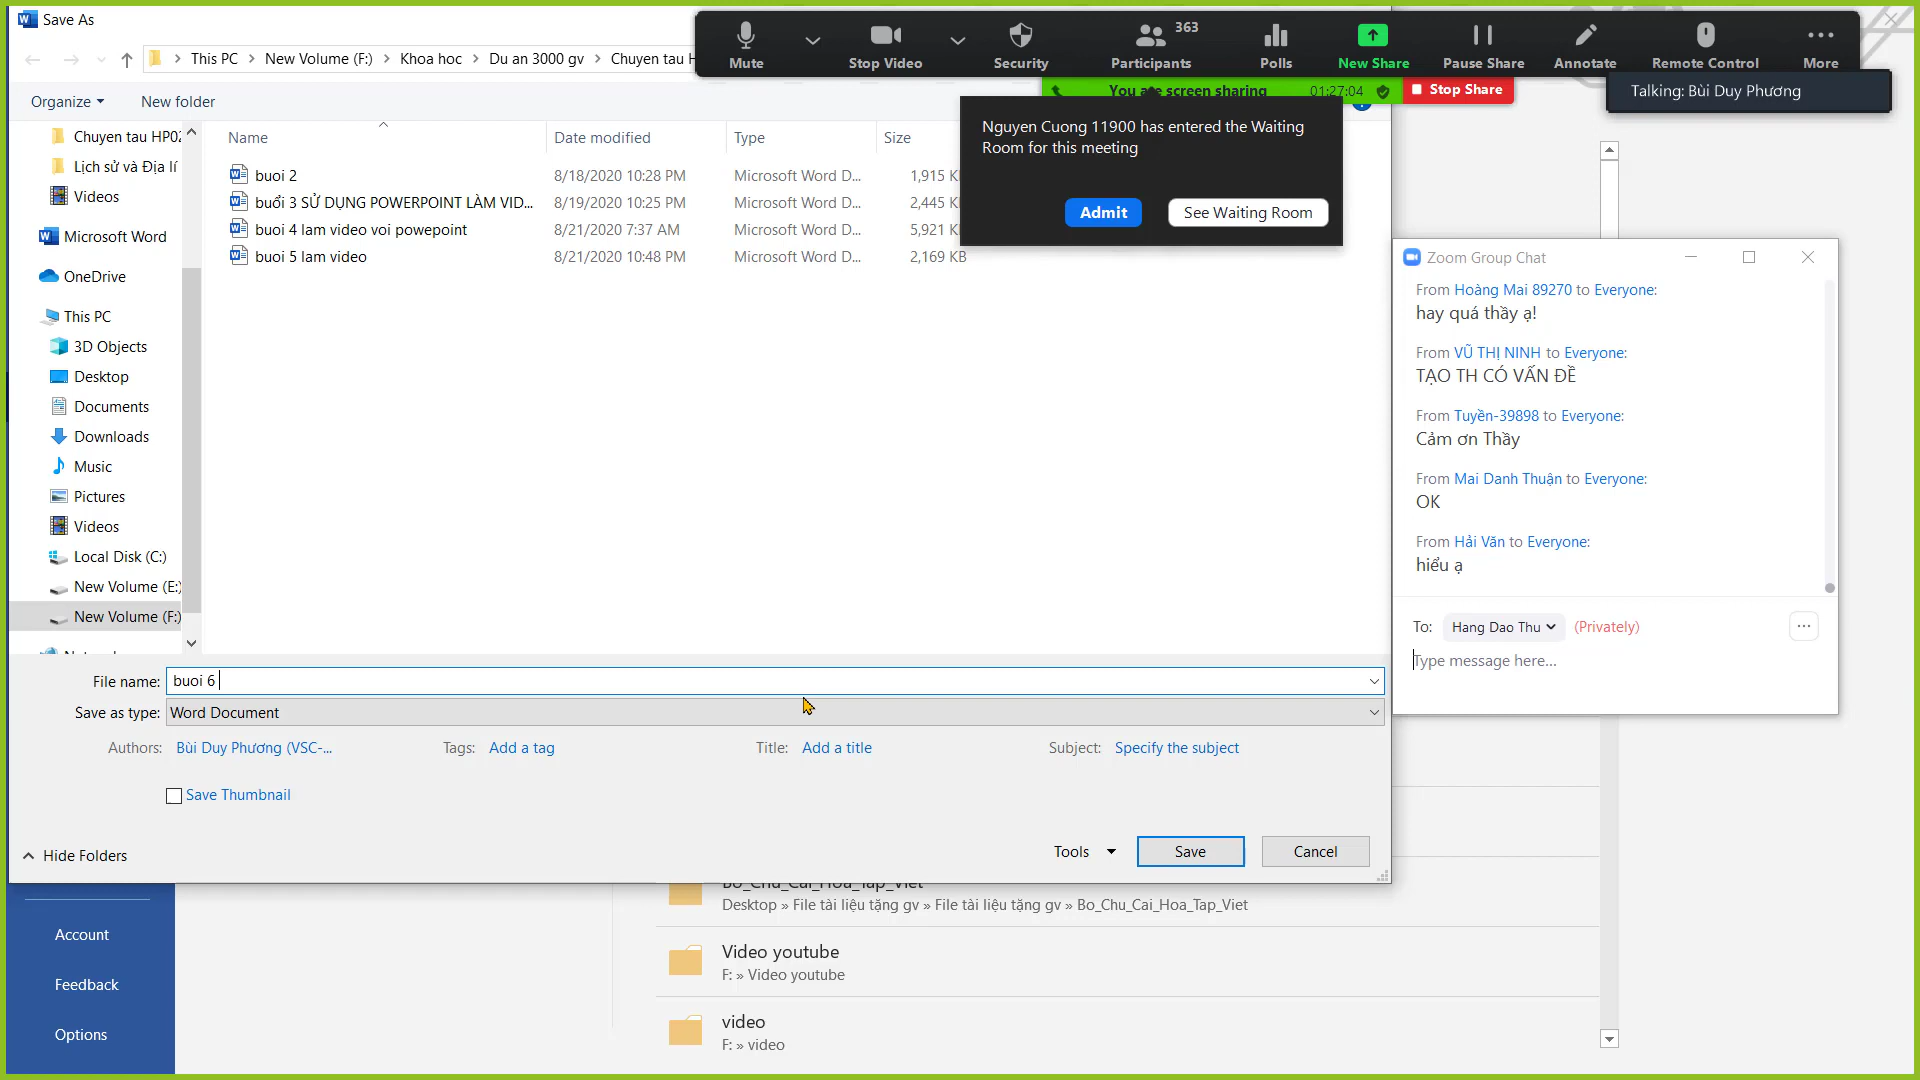 Save As
Mute
Stop Video
Security
363
Participants
Polls
New Share
Pause Share
Annotate
Remote Control
More
This PC
New Volume (F:)
Khoa hoc
Du an 3000 gv
Chuyen tau H
You are screen sharing
01:27:04
Stop Share
Talking: Bùi Duy Phương
Organize
New folder
Nguyen Cuong 11900 has entered the Waiting
Room for this meeting
Admit
See Waiting Room
Name
Date modified
Type
Size
buoi 2
8/18/2020 10:28 PM
Microsoft Word D...
1,915 K
buổi 3 SỬ DỤNG POWERPOINT LÀM VID...
8/19/2020 10:25 PM
Microsoft Word D...
2,445 K
buoi 4 lam video voi powepoint
8/21/2020 7:37 AM
Microsoft Word D...
5,921 K
buoi 5 lam video
8/21/2020 10:48 PM
Microsoft Word D...
2,169 KB
Chuyen tau HP02
Lịch sử và Địa lí
Videos
Microsoft Word
OneDrive
This PC
3D Objects
Desktop
Documents
Downloads
Music
Pictures
Videos
Local Disk (C:)
New Volume (E:)
New Volume (F:)
Zoom Group Chat
From Hoàng Mai 89270 to Everyone:
hay quá thầy ạ!
From VŨ THỊ NINH to Everyone:
TẠO TH CÓ VẤN ĐỀ
From Tuyền-39898 to Everyone:
Cảm ơn Thầy
From Mai Danh Thuận to Everyone:
OK
From Hải Văn to Everyone:
hiểu ạ
To: Hang Dao Thu (Privately)
Type message here...
File name: buoi 6
Save as type: Word Document
Authors: Bùi Duy Phương (VSC-...
Tags: Add a tag
Title: Add a title
Subject: Specify the subject
Save Thumbnail
Hide Folders
Tools
Save
Cancel
Bo_Chu_Cai_Hoa_Tap_Viet
Desktop » File tài liệu tặng gv » File tài liệu tặng gv » Bo_Chu_Cai_Hoa_Tap_Viet
Video youtube
F: » Video youtube
video
F: » video
Account
Feedback
Options